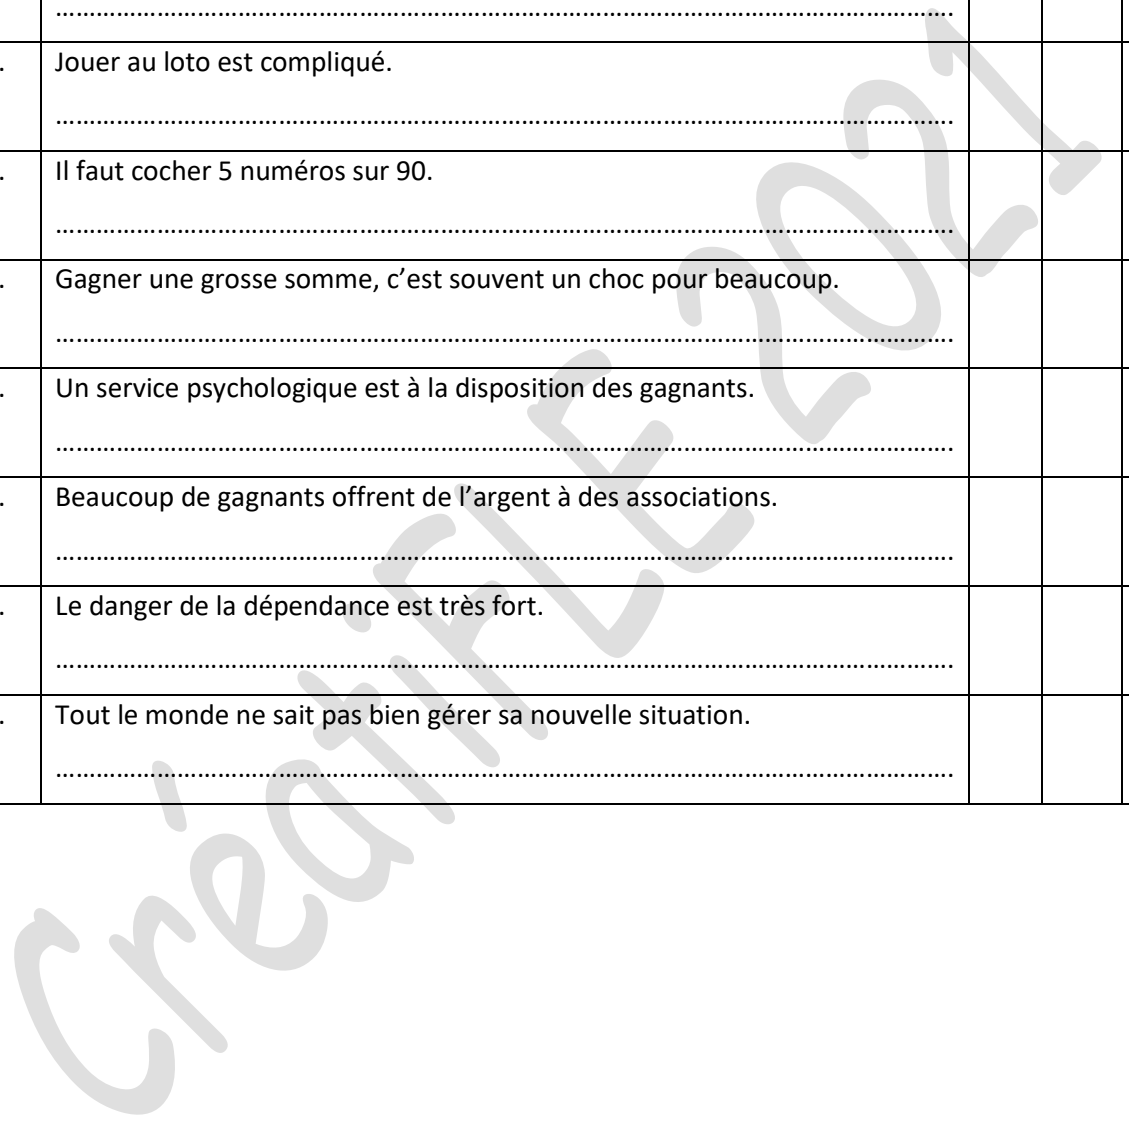 ……………………………………………………………………………………………………………….
. Jouer au loto est compliqué.
……………………………………………………………………………………………………………….
. Il faut cocher 5 numéros sur 90.
……………………………………………………………………………………………………………….
. Gagner une grosse somme, c’est souvent un choc pour beaucoup.
……………………………………………………………………………………………………………….
. Un service psychologique est à la disposition des gagnants.
……………………………………………………………………………………………………………….
. Beaucoup de gagnants offrent de l’argent à des associations.
……………………………………………………………………………………………………………….
. Le danger de la dépendance est très fort.
……………………………………………………………………………………………………………….
. Tout le monde ne sait pas bien gérer sa nouvelle situation.
……………………………………………………………………………………………………………….
CréatiFLE 2021